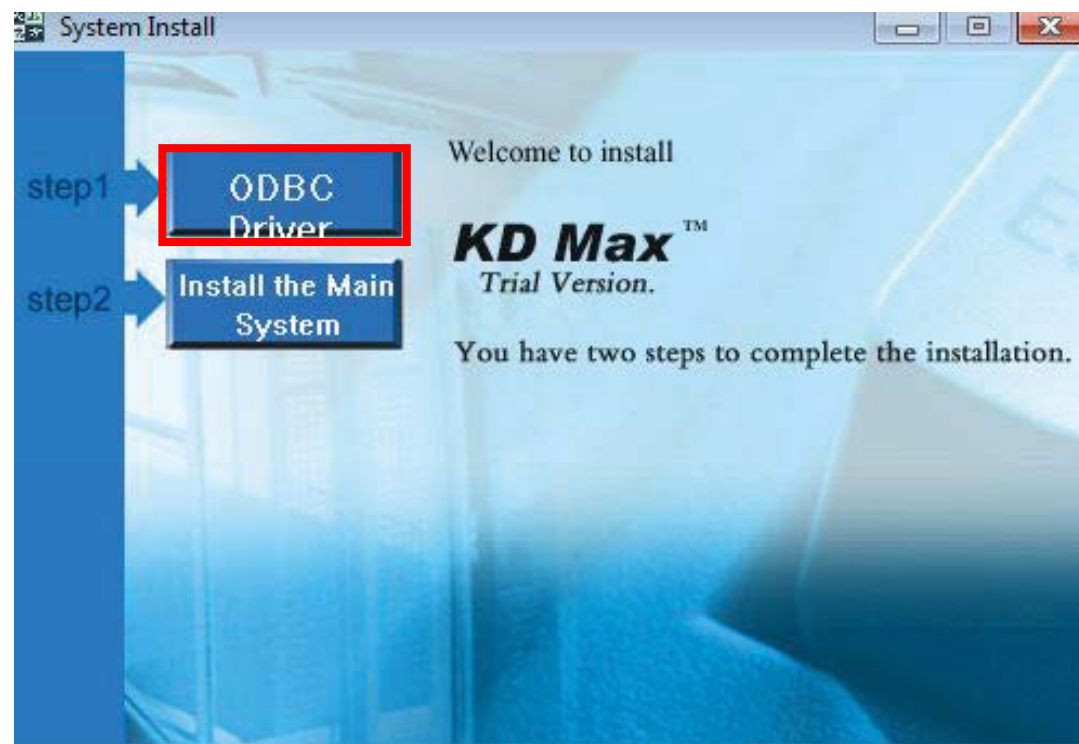 System Install
Welcome to install
step1
ODBC
Driver
KD Max™
Trial Version.
step2
Install the Main
System
You have two steps to complete the installation.